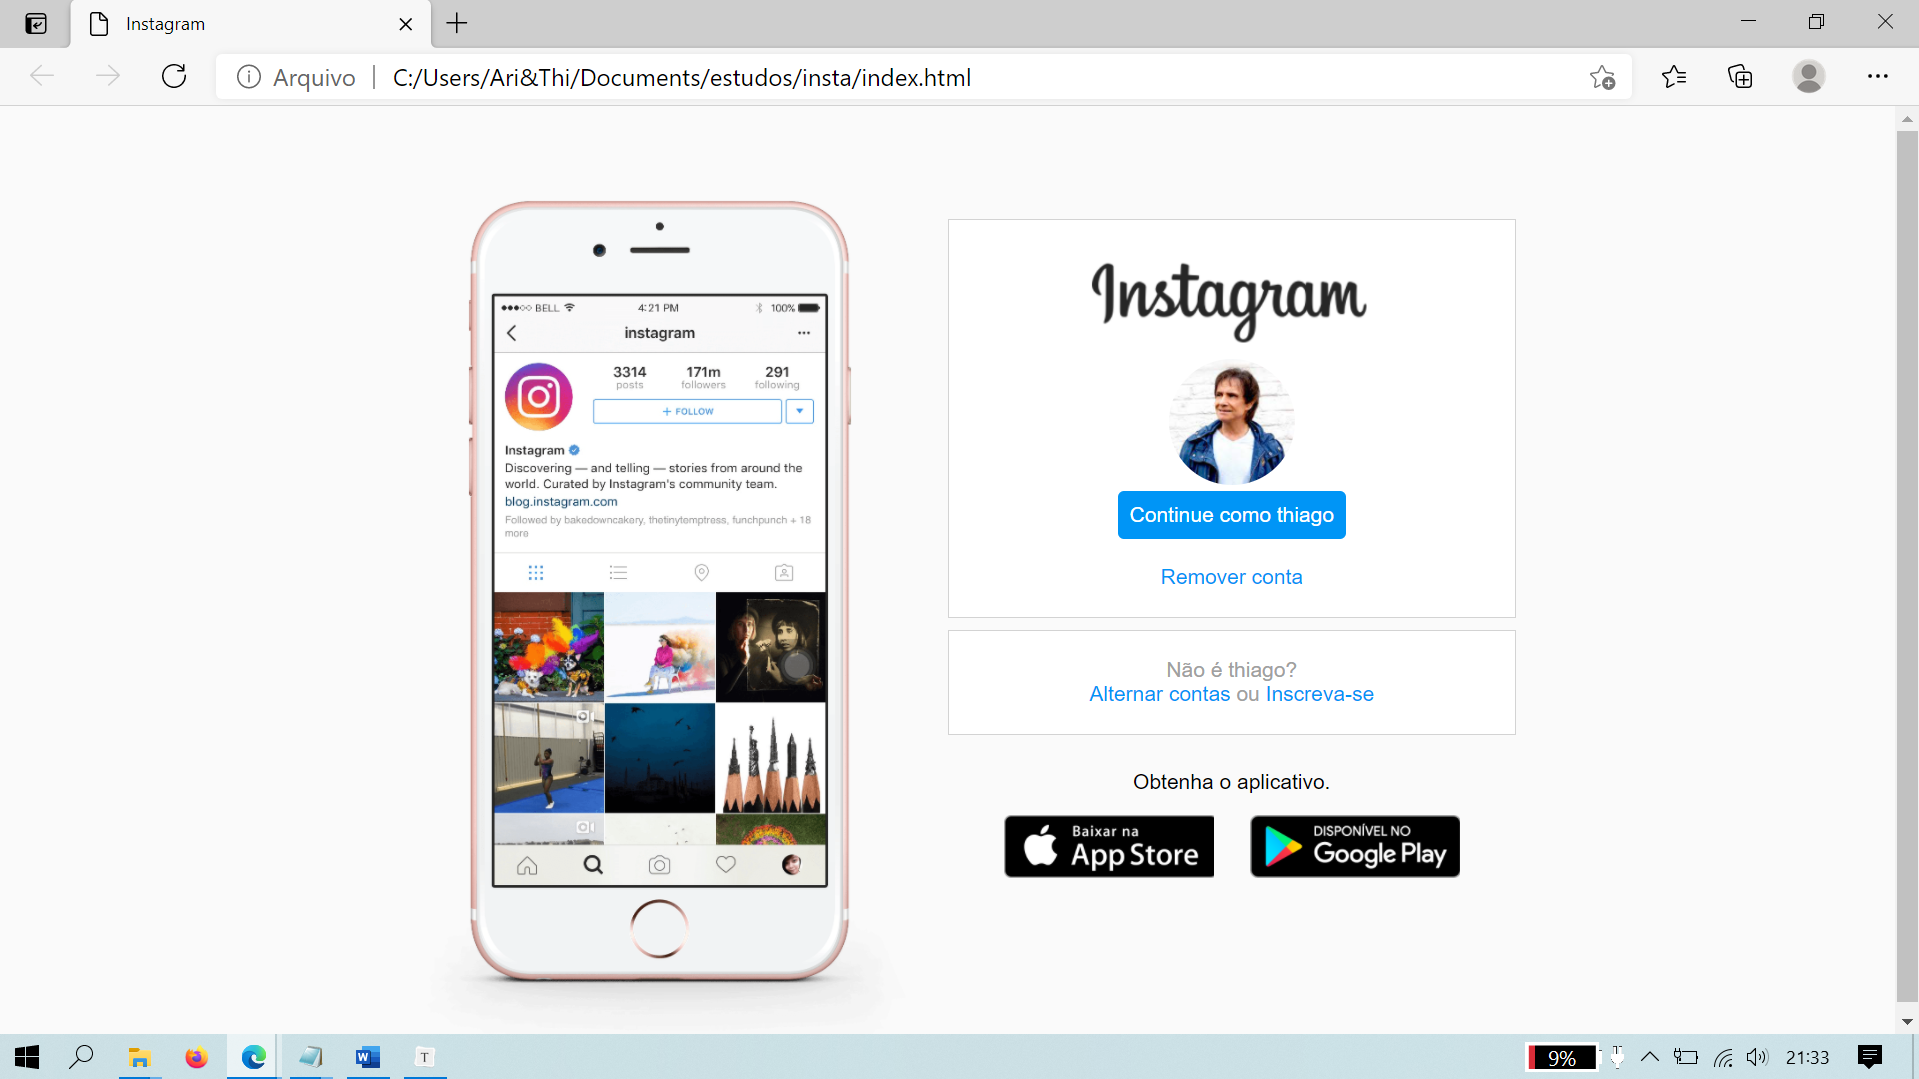 Instagram
Arquivo
C:/Users/Ari&Thi/Documents/estudos/insta/index.html
BELL
4:21 PM
100%
instagram
3314
171m
291
posts
followers
following
+ FOLLOW
Instagram
Discovering — and telling — stories from around the
world. Curated by Instagram's community team.
blog.instagram.com
Followed by bakedowncakery, thetinytemptress, funchpunch + 18
more
Instagram
Continue como thiago
Remover conta
Não é thiago?
Alternar contas ou Inscreva-se
Obtenha o aplicativo.
Baixar na
App Store
DISPONÍVEL NO
Google Play
W
T
9%
21:33